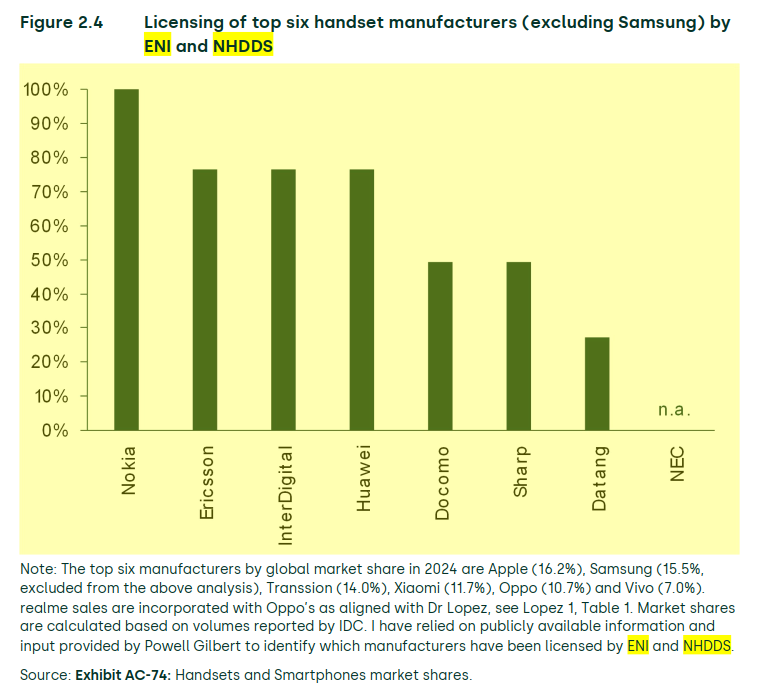 Figure 2.4 Licensing of top six handset manufacturers (excluding Samsung) by
ENI and NHDDS
100%
90%
80%
70%
60%
50%
40%
30%
20%
10%
0%
n.a.
Nokia
Ericsson
InterDigital
Huawei
Docomo
Sharp
Datang
NEC
Note: The top six manufacturers by global market share in 2024 are Apple (16.2%), Samsung (15.5%,
excluded from the above analysis), Transsion (14.0%), Xiaomi (11.7%), Oppo (10.7%) and Vivo (7.0%).
realme sales are incorporated with Oppo's as aligned with Dr Lopez, see Lopez 1, Table 1. Market shares
are calculated based on volumes reported by IDC. I have relied on publicly available information and
input provided by Powell Gilbert to identify which manufacturers have been licensed by ENI and NHDDS.
Source: Exhibit AC-74: Handsets and Smartphones market shares.